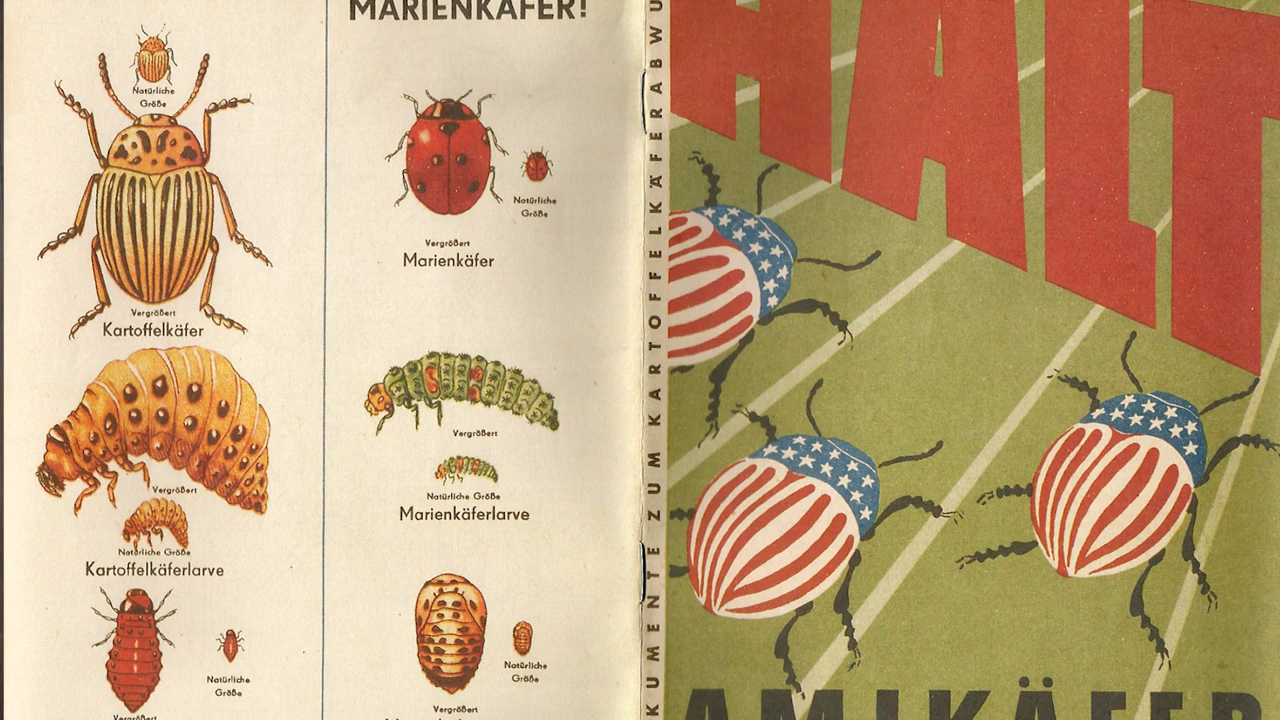 Natürliche
Größe
Vergrößert
Kartoffelkäfer
Vergrößert
Natürliche Größe
Kartoffelkäferlarve
Natürliche
Größe
Vergrößert
MARIENKÄFER!
Natürliche
Größe
Vergrößert
Marienkäfer
Vergrößert
Natürliche Größe
Marienkäferlarve
Natürliche
Größe
Vergrößert
KUMENTE ZUM KARTOFFELKÄFERABWU
HALT
AMIKÄFER